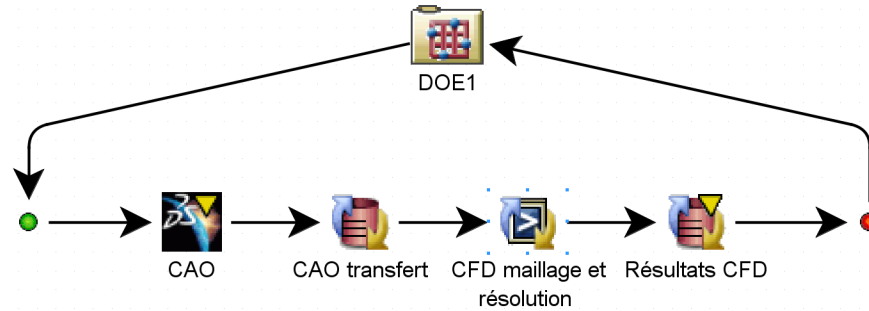 DOE1
CAO
CAO transfert
CFD maillage et
résolution
Résultats CFD